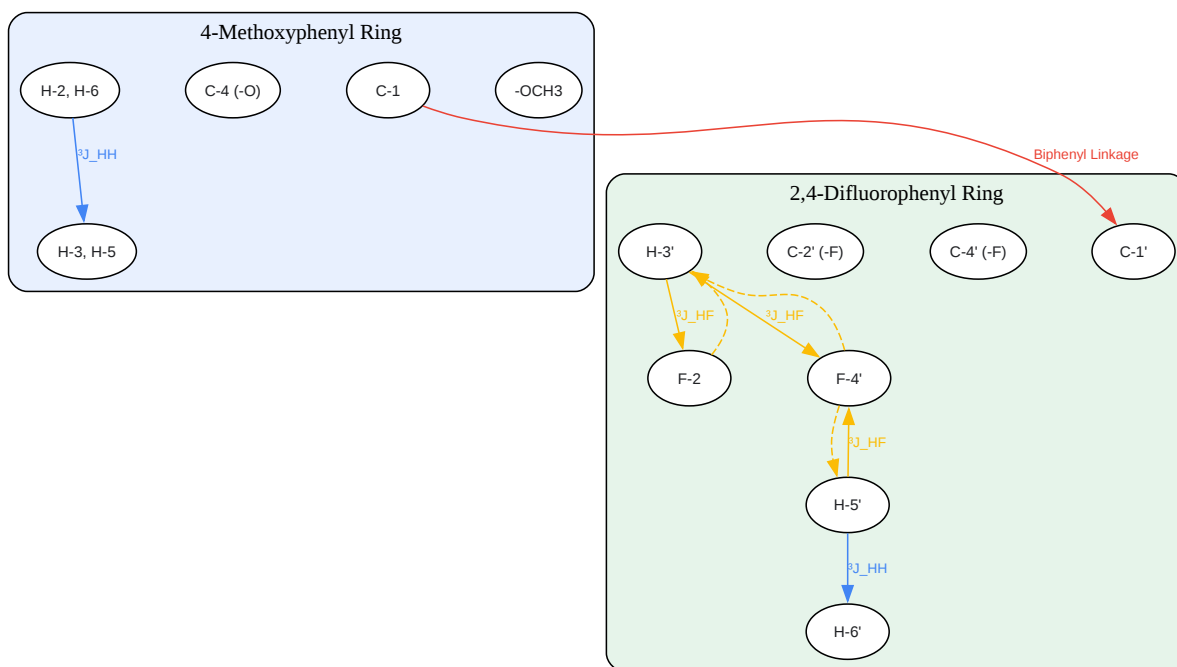 4-Methoxyphenyl Ring
H-2, H-6
C-4 (-O)
C-1
-OCH3
³J_HH
Biphenyl Linkage
H-3, H-5
2,4-Difluorophenyl Ring
H-3'
C-2' (-F)
C-4' (-F)
C-1'
³J_HF
³J_HF
F-2
F-4'
³J_HF
H-5'
³J_HH
H-6'